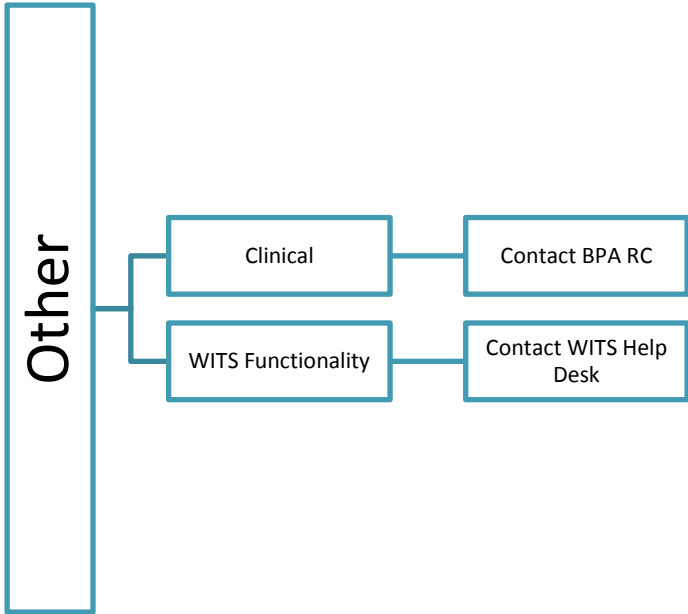 Other
Clinical
Contact BPA RC
WITS Functionality
Contact WITS Help
Desk